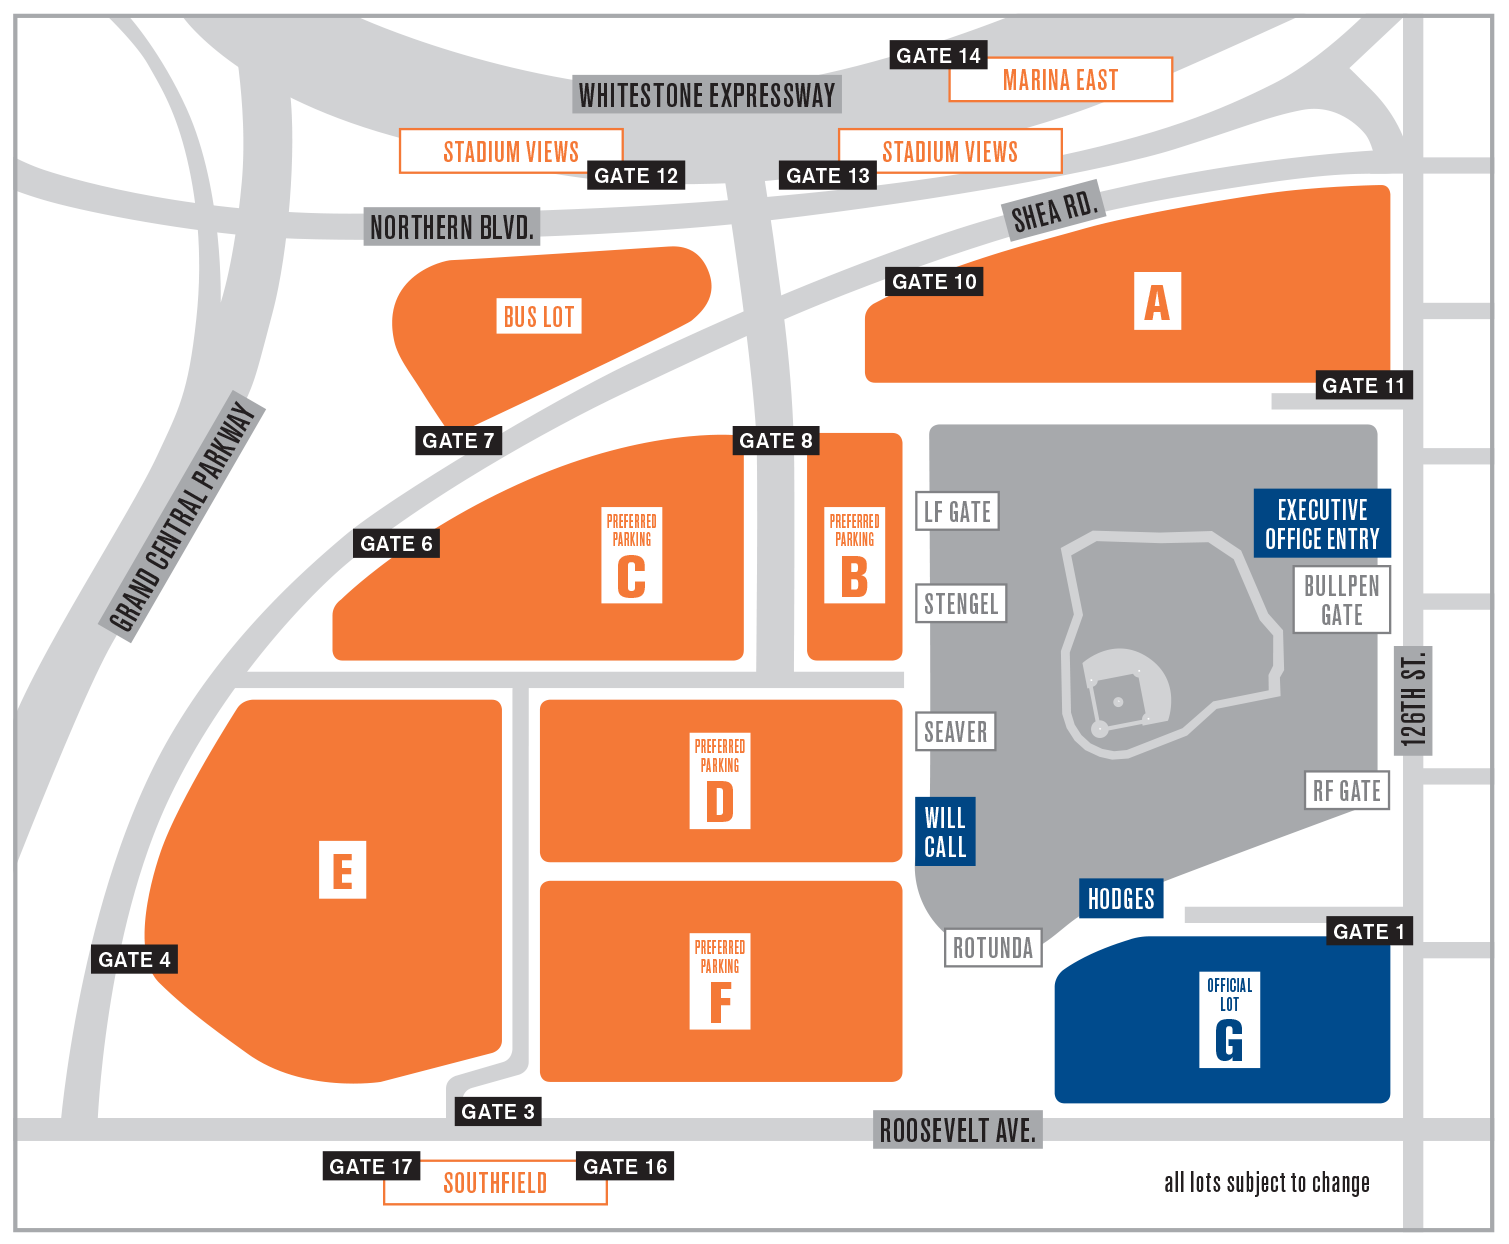 GATE 14
MARINA EAST
WHITESTONE EXPRESSWAY
STADIUM VIEWS
GATE 12
STADIUM VIEWS
GATE 13
NORTHERN BLVD.
SHEA RD.
GATE 10
A
BUS LOT
GATE 11
GATE 7
GATE 8
GRAND CENTRAL PARKWAY
GATE 6
PREFERRED
PARKING
C
PREFERRED
PARKING
B
LF GATE
EXECUTIVE
OFFICE ENTRY
STENGEL
BULLPEN
GATE
126TH ST.
SEAVER
PREFERRED
PARKING
D
RF GATE
WILL
CALL
E
HODGES
GATE 1
ROTUNDA
GATE 4
PREFERRED
PARKING
F
OFFICIAL
LOT
G
GATE 3
ROOSEVELT AVE.
GATE 17
GATE 16
SOUTHFIELD
all lots subject to change